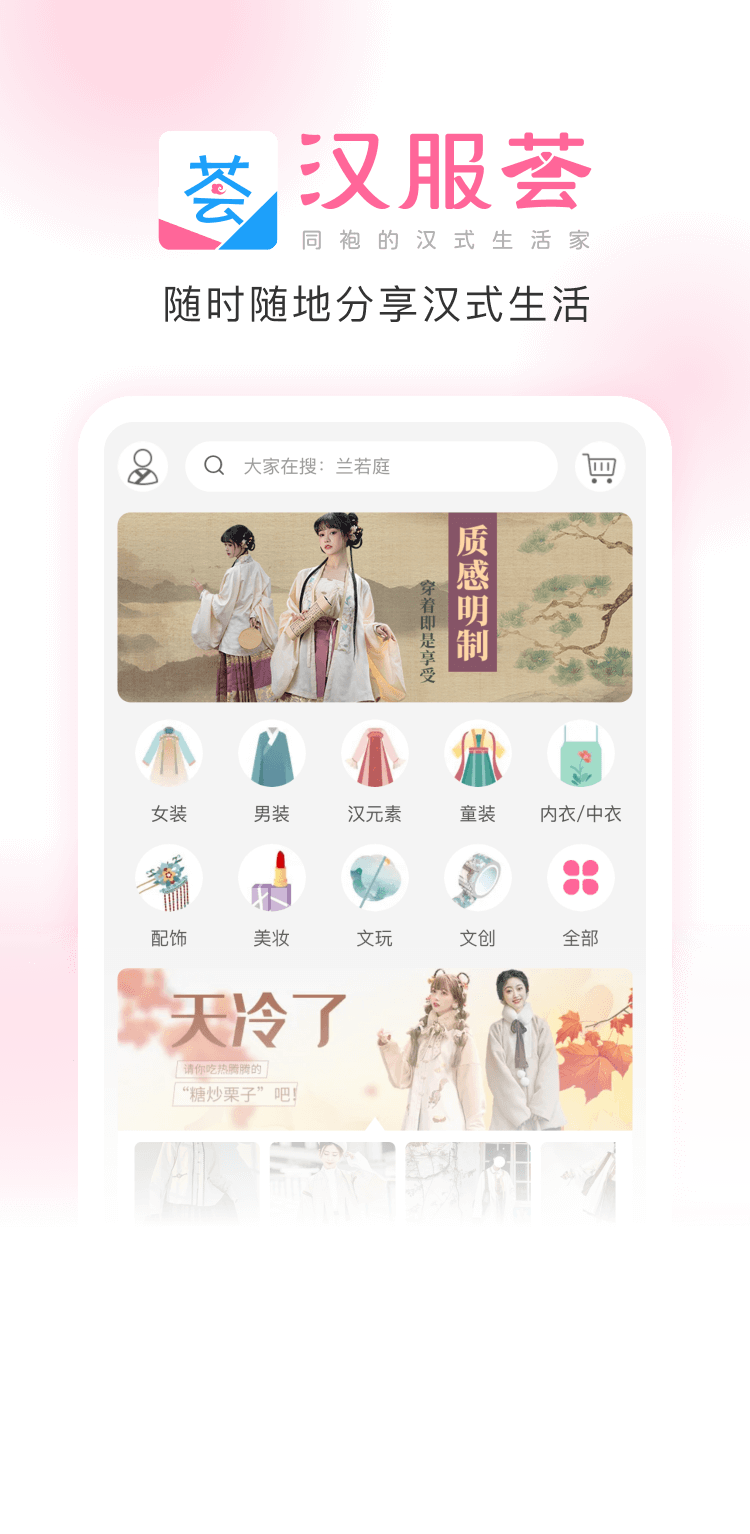 荟
汉服荟
同袍的汉式生活家
随时随地分享汉式生活
大家在搜：兰若庭
质感明制
穿着即是享受
女装
男装
汉元素
童装
内衣/中衣
配饰
美妆
文玩
文创
全部
天冷了
请你吃热腾腾的
“糖炒栗子”吧！